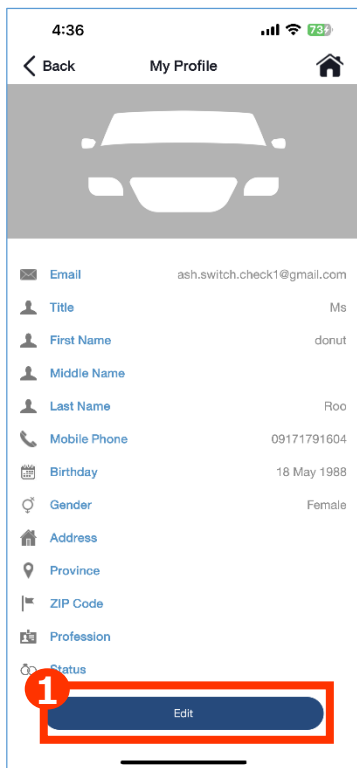 4:36 73
Back My Profile
Email ash.switch.check1@gmail.com
Title Ms
First Name donut
Middle Name
Last Name Roo
Mobile Phone 09171791604
Birthday 18 May 1988
Gender Female
Address
Province
ZIP Code
Profession
Status
1
Edit